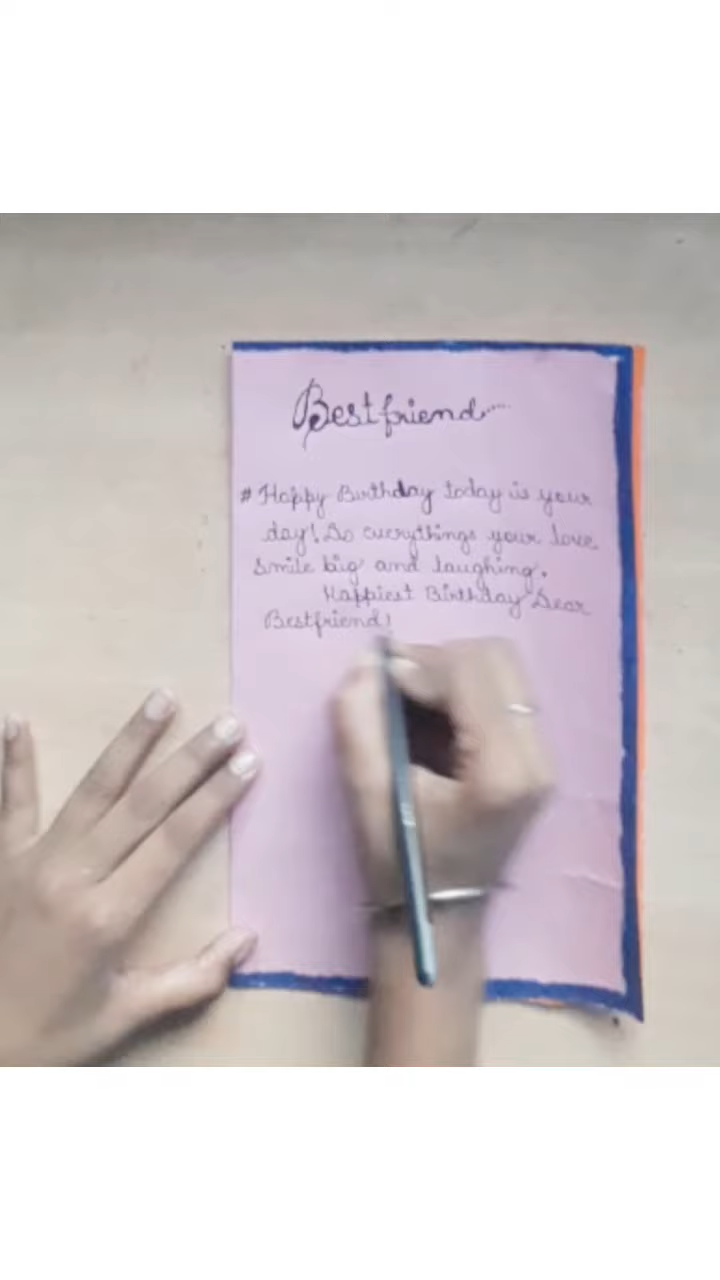 Bestfriend....
# Happy Birthday today is your
day! Do everythings your love
Smile big and laughing.
Happiest Birthday Dear
Bestfriend!